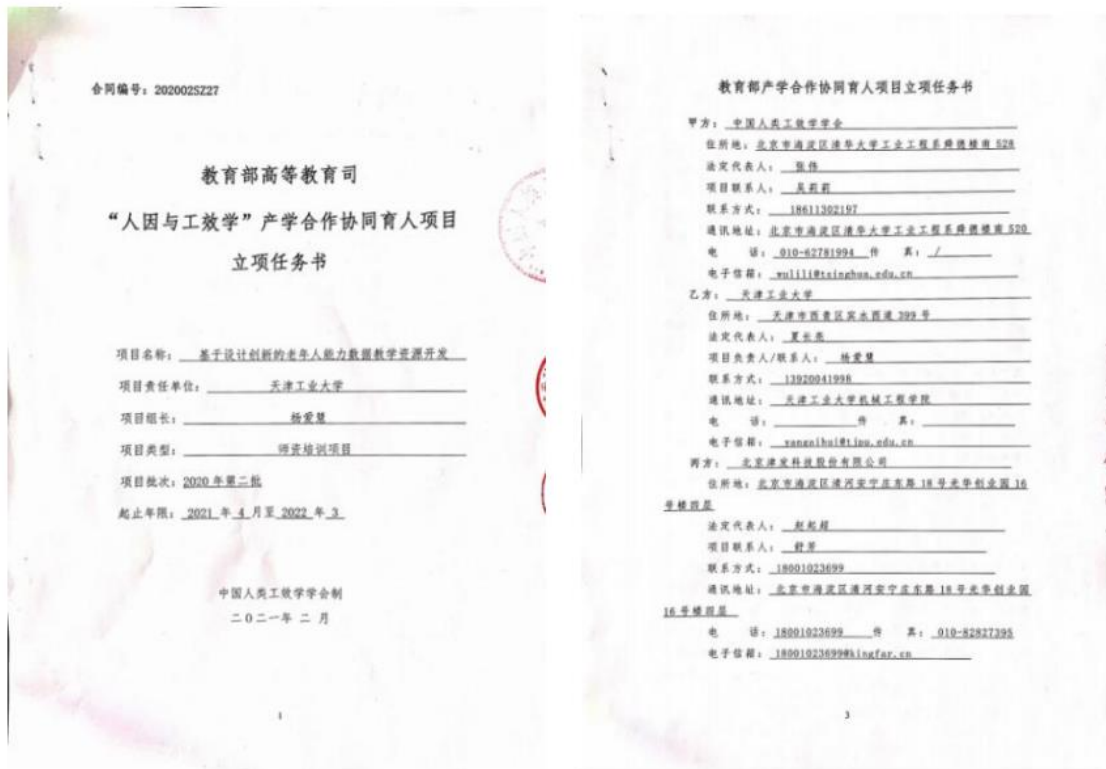 合同编号：202002SZ27
教育部高等教育司
“人因与工效学”产学合作协同育人项目
立项任务书
项目名称： 基于设计创新的老年人能力数据教学资源开发
项目责任单位： 天津工业大学
项目组长： 杨爱慧
项目类型： 师资培训项目
项目批次：2020 年第二批
起止年限：2021 年 4 月至 2022 年 3
中国人类工效学学会制
二〇二一年 二 月
1
教育部产学合作协同育人项目立项任务书
甲方： 中国人类工效学学会
住所地：北京市海淀区清华大学工业工程系舜德楼南 528
法定代表人： 张伟
项目联系人： 吴莉莉
联系方式： 18611302197
通讯地址：北京市海淀区清华大学工业工程系舜德楼南 520
电 话：010-62781994 传 真：/
电子信箱：wulili@tsinghua.edu.cn
乙方： 天津工业大学
住所地： 天津市西青区宾水西道 399 号
法定代表人： 夏长亮
项目负责人/联系人： 杨爱慧
联系方式： 13920041998
通讯地址： 天津工业大学机械工程学院
电 话： 传 真：
电子信箱： yangaihui@tjpu.edu.cn
丙方： 北京津发科技股份有限公司
住所地：北京市海淀区清河安宁庄东路 18 号光华创业园 16
号楼四层
法定代表人： 赵起超
项目联系人： 舒芳
联系方式： 18001023699
通讯地址： 北京市海淀区清河安宁庄东路 18 号光华创业园
16 号楼四层
电 话：18001023699 传 真：010-82827395
电子信箱：18001023699@kingfar.cn
3